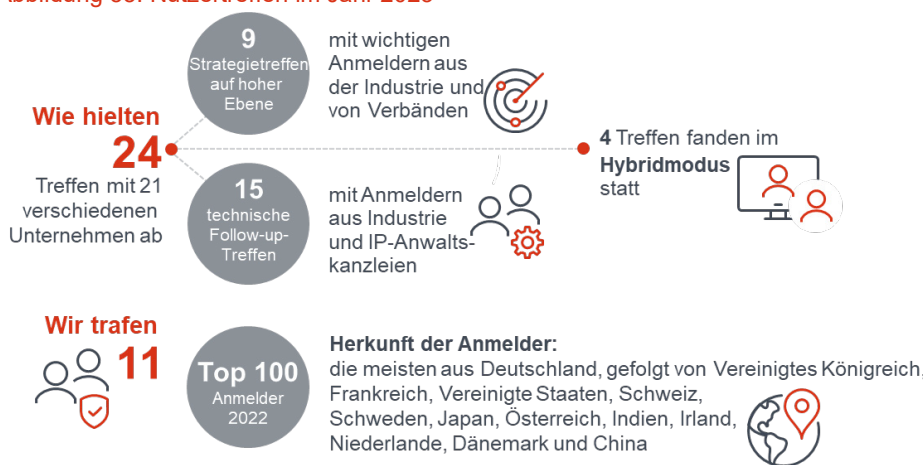 Nutzertreffen im Jahr
9
Strategietreffen
auf hoher
Ebene
mit wichtigen
Anmeldern aus
der Industrie und
von Verbänden
Wie hielten
24
Treffen mit 21
verschiedenen
Unternehmen ab
4 Treffen fanden im
Hybridmodus
statt
15
technische
Follow-up-
Treffen
mit Anmeldern
aus Industrie
und IP-Anwalts-
kanzleien
Wir trafen
11
Top 100
Anmelder
2022
Herkunft der Anmelder:
die meisten aus Deutschland, gefolgt von Vereinigtes Königreich,
Frankreich, Vereinigte Staaten, Schweiz,
Schweden, Japan, Österreich, Indien, Irland,
Niederlande, Dänemark und China